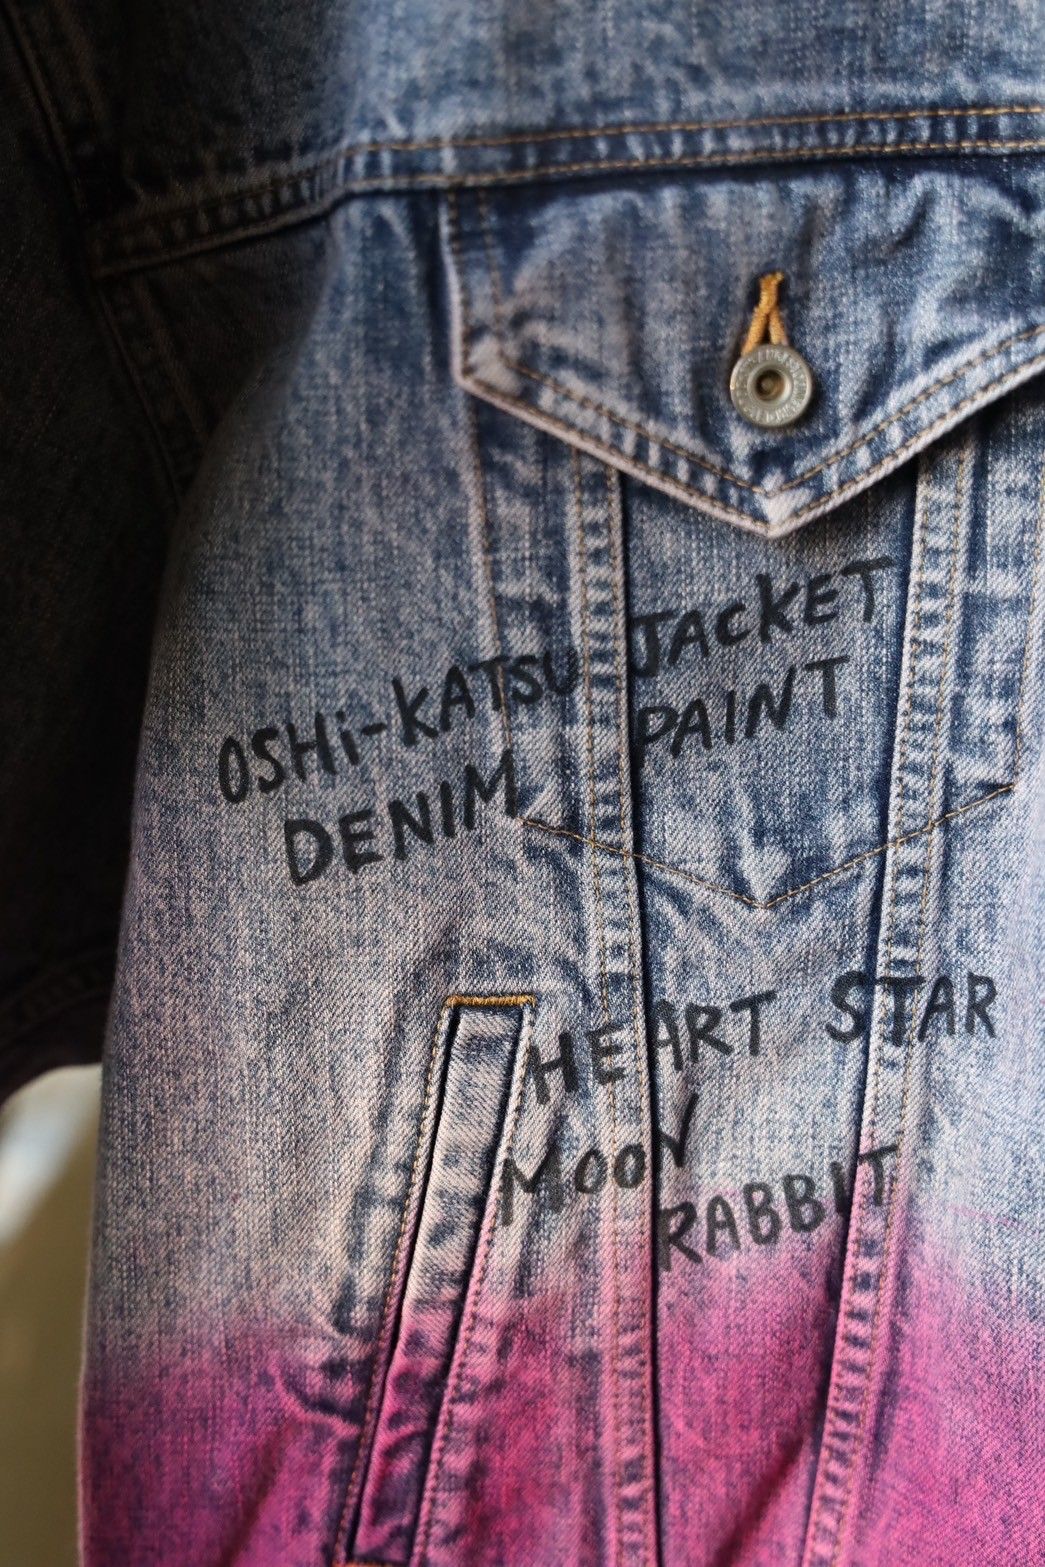 OSHi-KATSU JACKET
DENIM PAINT
HEART STAR
MOON
RABBIT